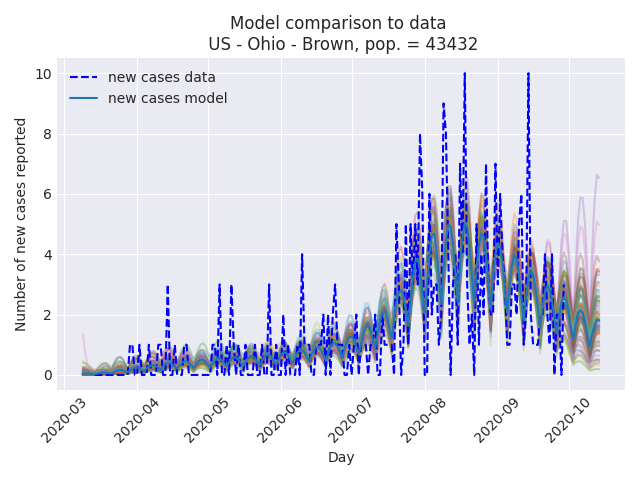 Model comparison to data
US - Ohio - Brown, pop. = 43432
new cases data
new cases model
Number of new cases reported
10
8
6
4
2
0
2020-03
2020-04
2020-05
2020-06
2020-07
2020-08
2020-09
2020-10
Day